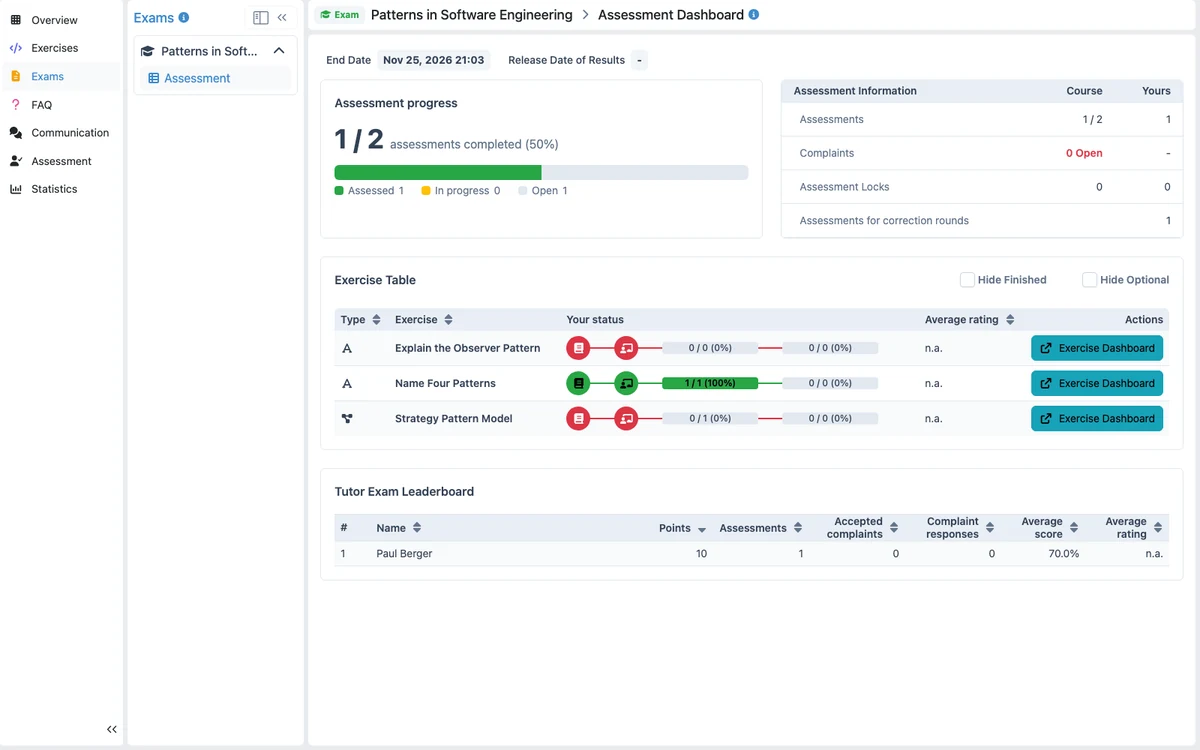 Overview
Exercises
Exams
FAQ
Communication
Assessment
Statistics
Exams
Patterns in Soft...
Assessment
Exam Patterns in Software Engineering > Assessment Dashboard
End Date Nov 25, 2026 21:03 Release Date of Results -
Assessment progress
1 / 2 assessments completed (50%)
Assessed 1 In progress 0 Open 1
Assessment Information Course Yours
Assessments 1 / 2 1
Complaints 0 Open -
Assessment Locks 0 0
Assessments for correction rounds 1
Exercise Table
Hide Finished Hide Optional
Type Exercise Your status Average rating Actions
A Explain the Observer Pattern 0 / 0 (0%) 0 / 0 (0%) n.a. Exercise Dashboard
A Name Four Patterns 1 / 1 (100%) 0 / 0 (0%) n.a. Exercise Dashboard
Strategy Pattern Model 0 / 1 (0%) 0 / 0 (0%) n.a. Exercise Dashboard
Tutor Exam Leaderboard
# Name Points Assessments Accepted complaints Complaint responses Average score Average rating
1 Paul Berger 10 1 0 0 70.0% n.a.